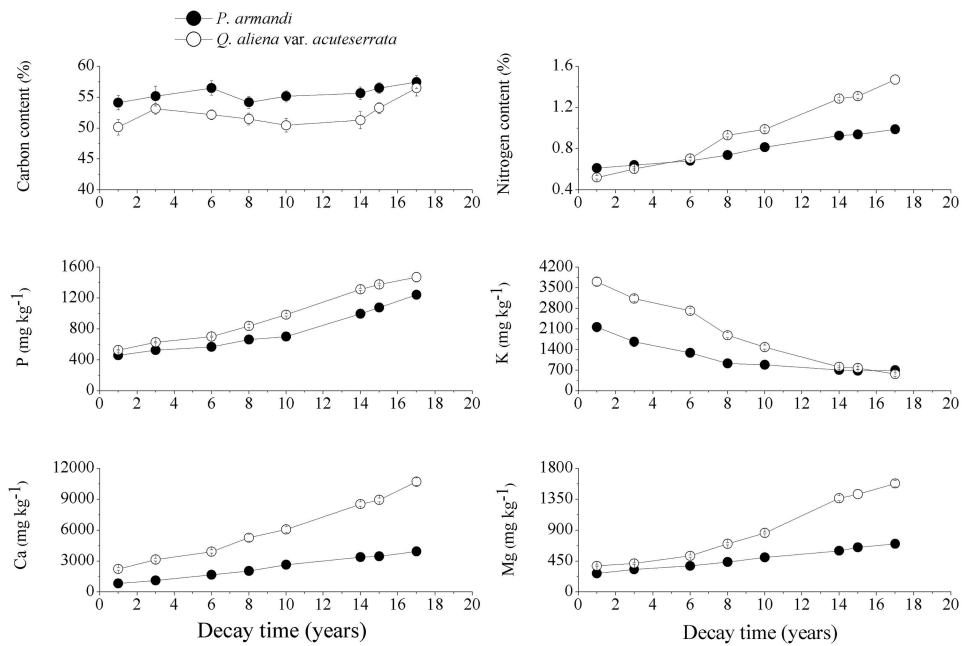 P. armandi
Q. aliena var. acuteserrata
Carbon content (%)
60
55
50
45
40
0 2 4 6 8 10 12 14 16 18 20
Nitrogen content (%)
1.6
1.2
0.8
0.4
0 2 4 6 8 10 12 14 16 18 20
P (mg kg-1)
1600
1200
800
400
0
0 2 4 6 8 10 12 14 16 18 20
K (mg kg-1)
4200
3500
2800
2100
1400
700
0
0 2 4 6 8 10 12 14 16 18 20
Ca (mg kg-1)
12000
9000
6000
3000
0
0 2 4 6 8 10 12 14 16 18 20
Decay time (years)
Mg (mg kg-1)
1800
1350
900
450
0
0 2 4 6 8 10 12 14 16 18 20
Decay time (years)